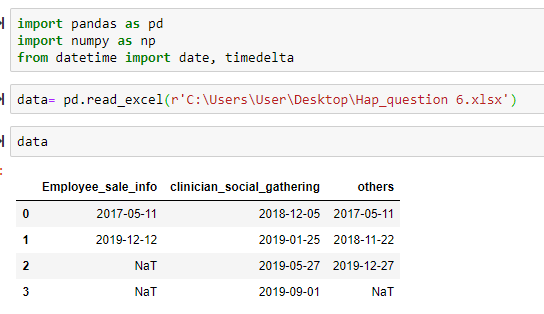 import pandas as pd
import numpy as np
from datetime import date, timedelta
data= pd.read_excel(r'C:\Users\User\Desktop\Hap_question 6.xlsx')
data
Employee_sale_info clinician_social_gathering others
0 2017-05-11 2018-12-05 2017-05-11
1 2019-12-12 2019-01-25 2018-11-22
2 NaT 2019-05-27 2019-12-27
3 NaT 2019-09-01 NaT